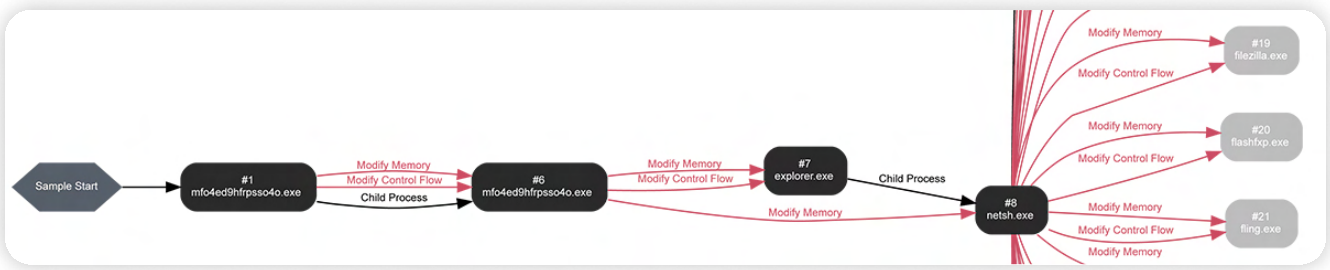 Sample Start
#1
mfo4ed9hfrpsso4o.exe
Modify Memory
Modify Control Flow
Child Process
#6
mfo4ed9hfrpsso4o.exe
Modify Memory
Modify Control Flow
Modify Memory
#7
explorer.exe
Child Process
#8
netsh.exe
Modify Memory
Modify Control Flow
#19
filezilla.exe
Modify Memory
Modify Control Flow
#20
flashfxp.exe
Modify Memory
Modify Control Flow
#21
fling.exe
Modify Memory